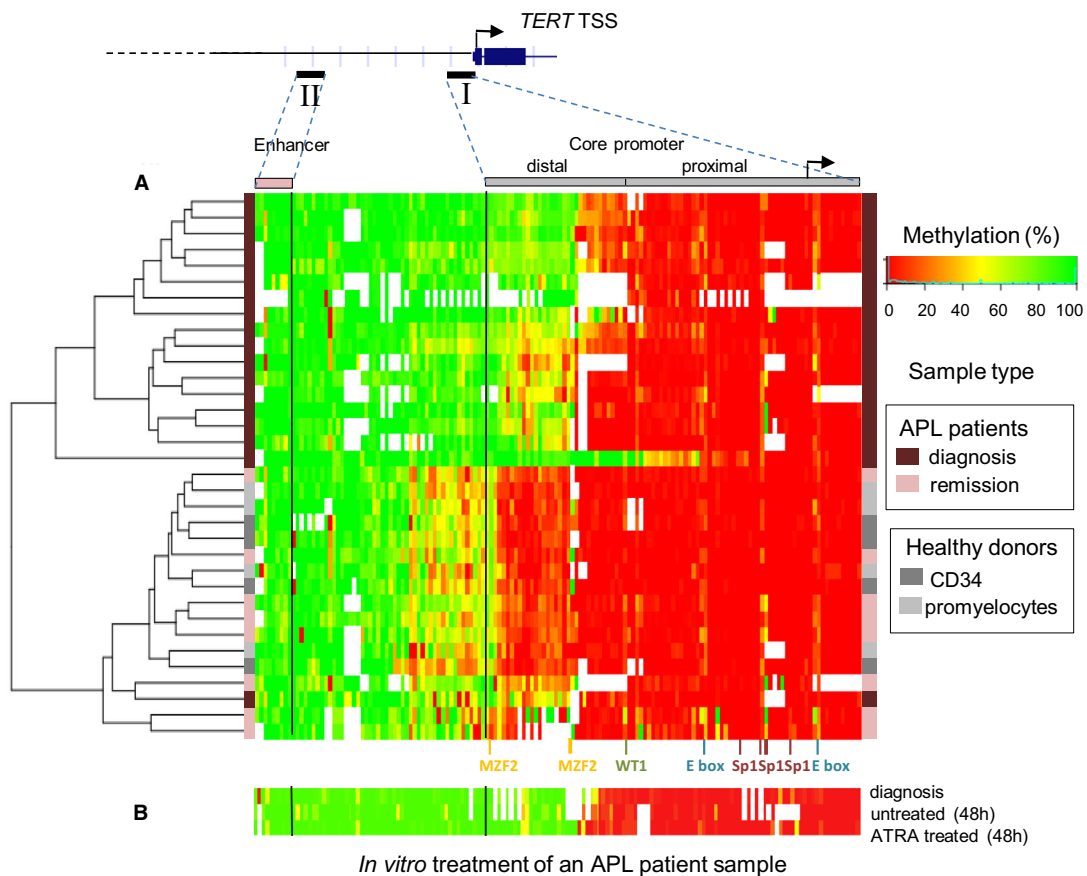 TERT TSS
II
I
Enhancer
Core promoter
distal
proximal
A
Methylation (%)
0 20 40 60 80 100
Sample type
APL patients
diagnosis
remission
Healthy donors
CD34
promyelocytes
MZF2 MZF2 WT1 E box Sp1 Sp1 Sp1 E box
B
diagnosis
untreated (48h)
ATRA treated (48h)
In vitro treatment of an APL patient sample